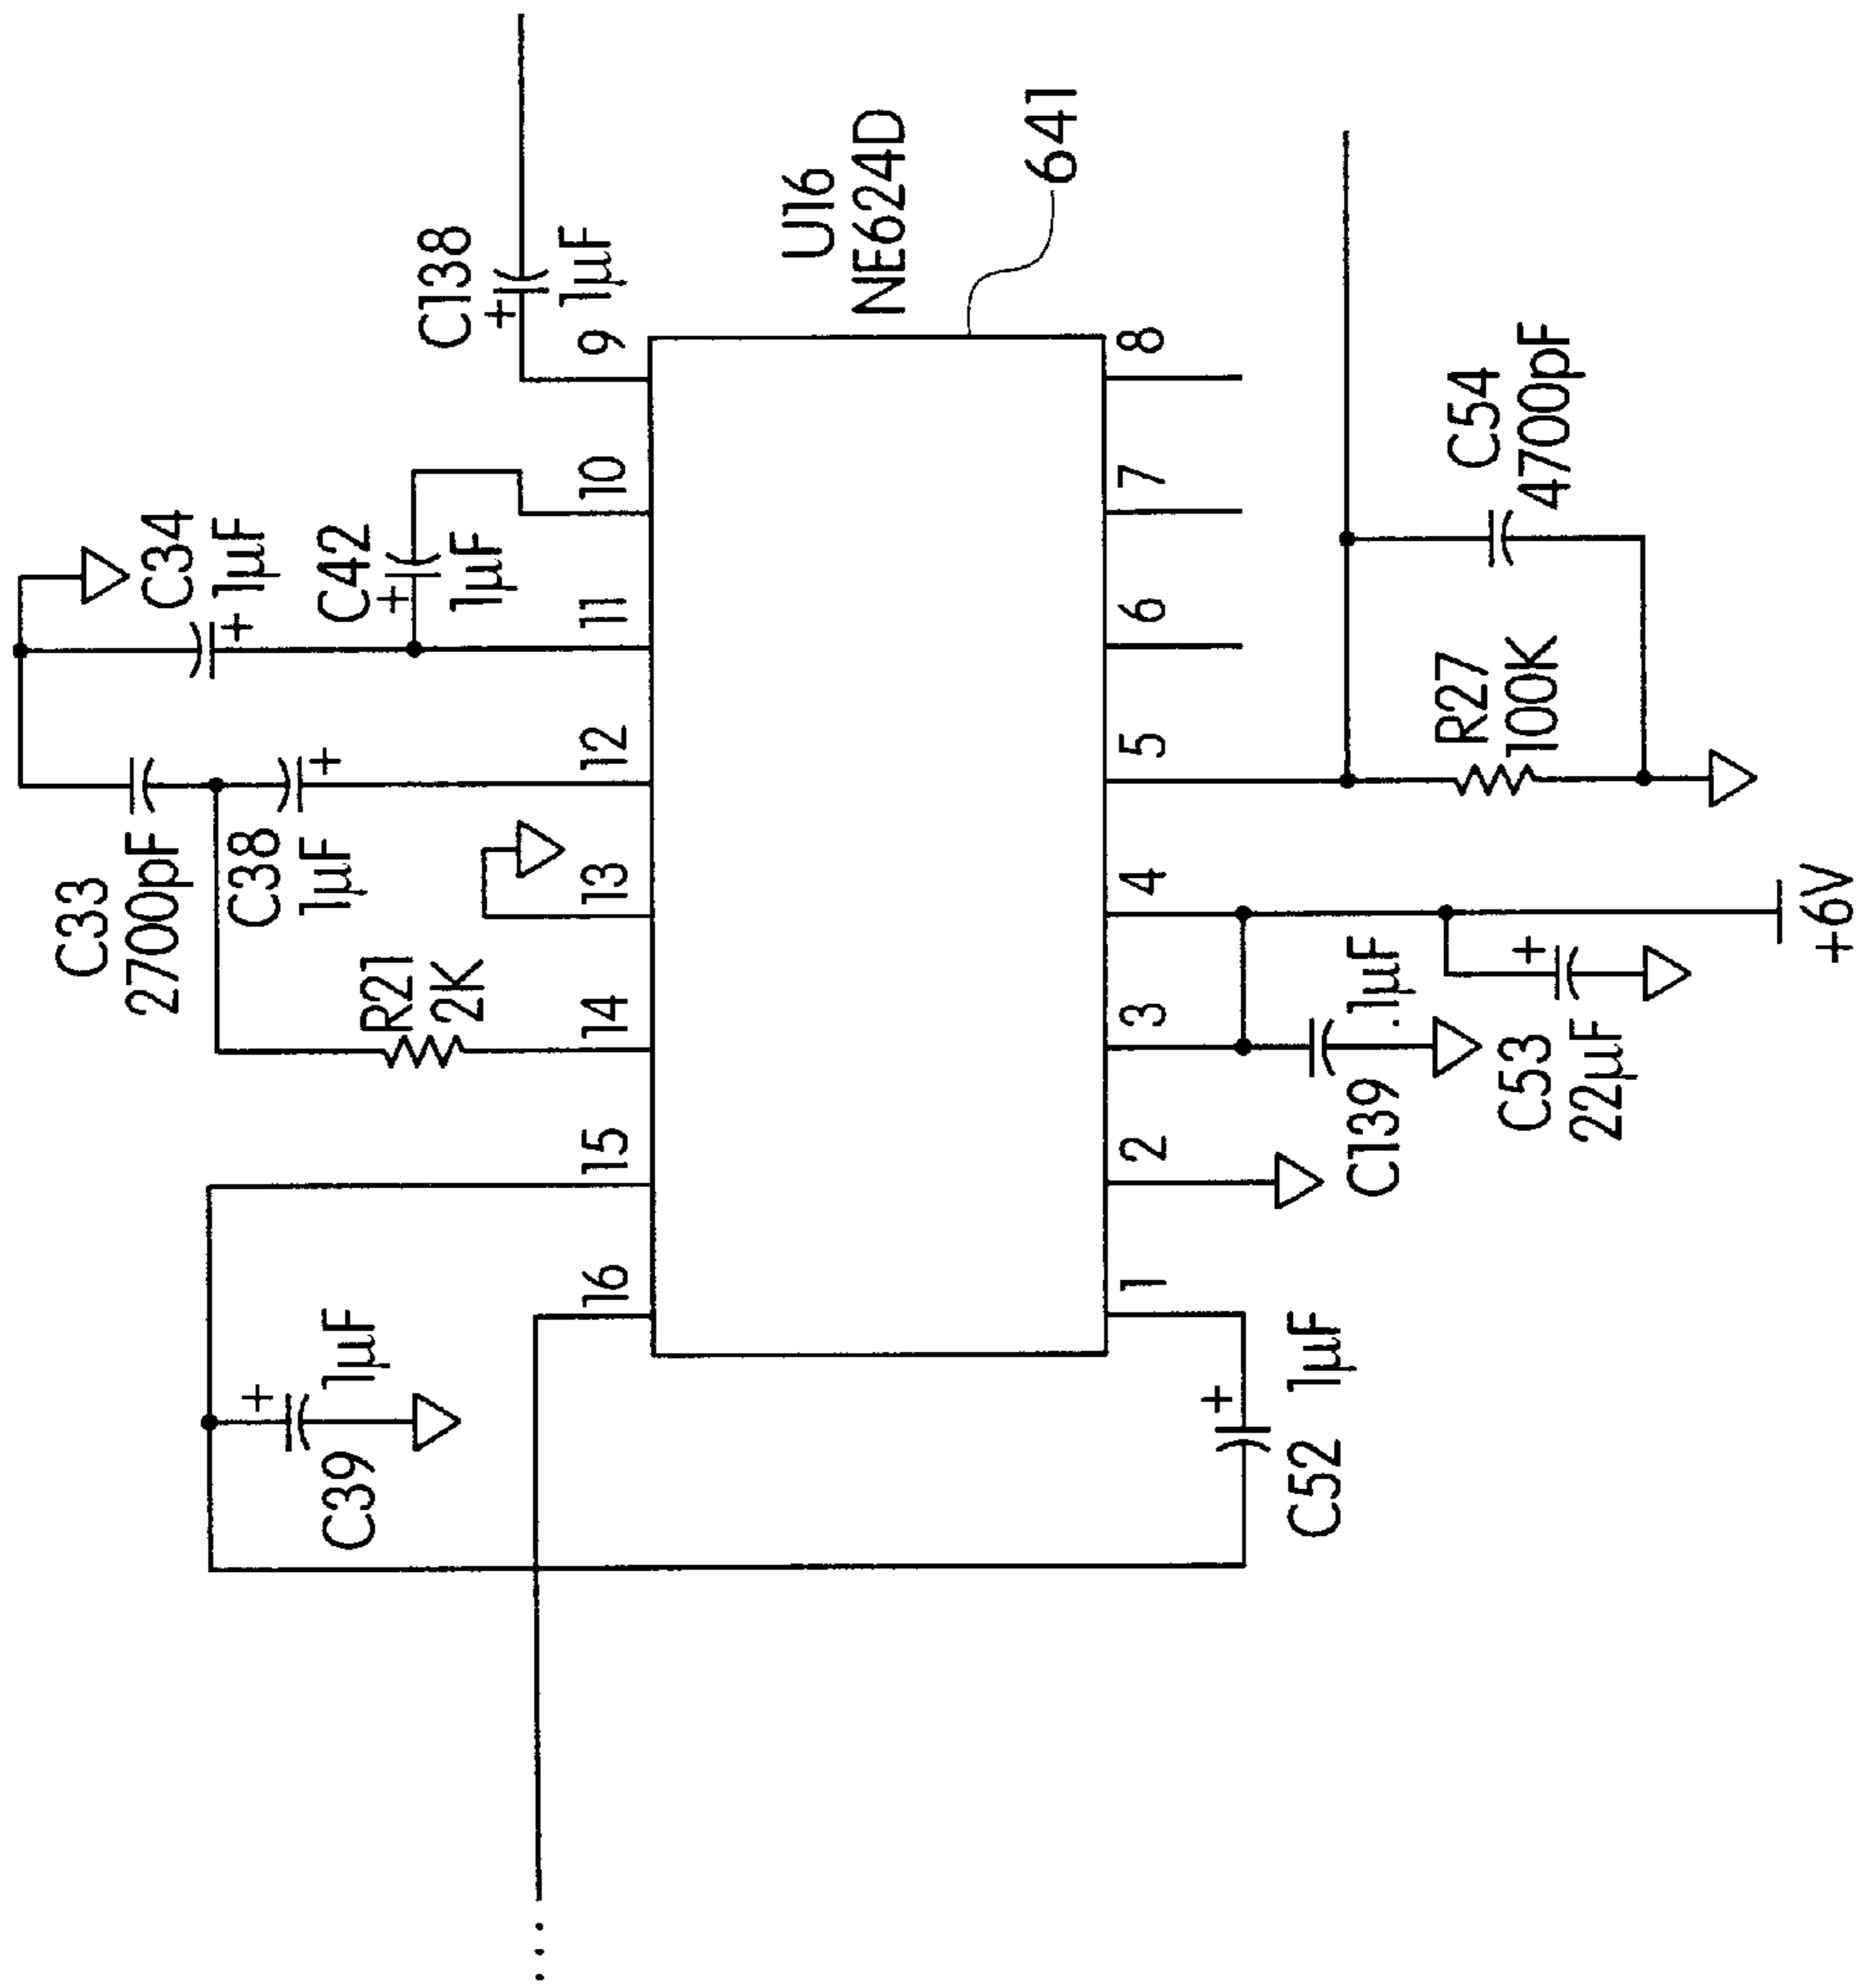 C138
1µF
U16
NE624D
641
C34
1µF
C42
1µF
C33
2700pF
C38
1µF
R21
2K
C39
1µF
16
15
14
13
12
11
10
9
1
2
3
4
5
6
7
8
C52
1µF
C139
.1µF
C53
22µF
+6V
R27
100K
C54
4700pF